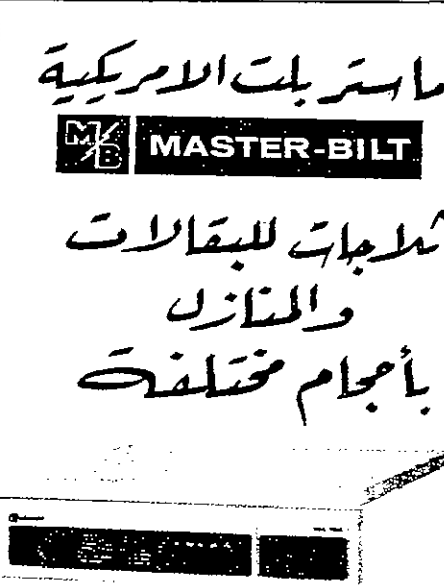 ماستر بلت الامريكية
M/B MASTER-BILT
ثلاجات للبقالات
والمنازل
بأحجام مختلفة